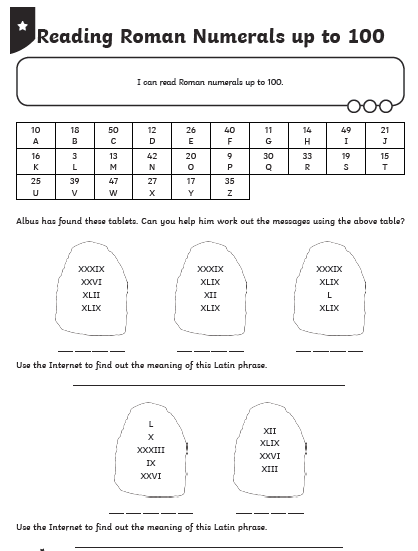 Reading Roman Numerals up to 100
I can read Roman numerals up to 100.
10 18 50 12 26 40 11 14 49 21
A B C D E F G H I J
16 3 13 42 20 9 30 33 19 15
K L M N O P Q R S T
25 39 47 27 17 35
U V W X Y Z
Albus has found these tablets. Can you help him work out the messages using the above table?
XXXIX
XXVI
XLII
XLIX
XXXIX
XLIX
XII
XLIX
XXXIX
XLIX
L
XLIX
Use the Internet to find out the meaning of this Latin phrase.
L
X
XXXIII
IX
XXVI
XII
XLIX
XXVI
XIII
Use the Internet to find out the meaning of this Latin phrase.